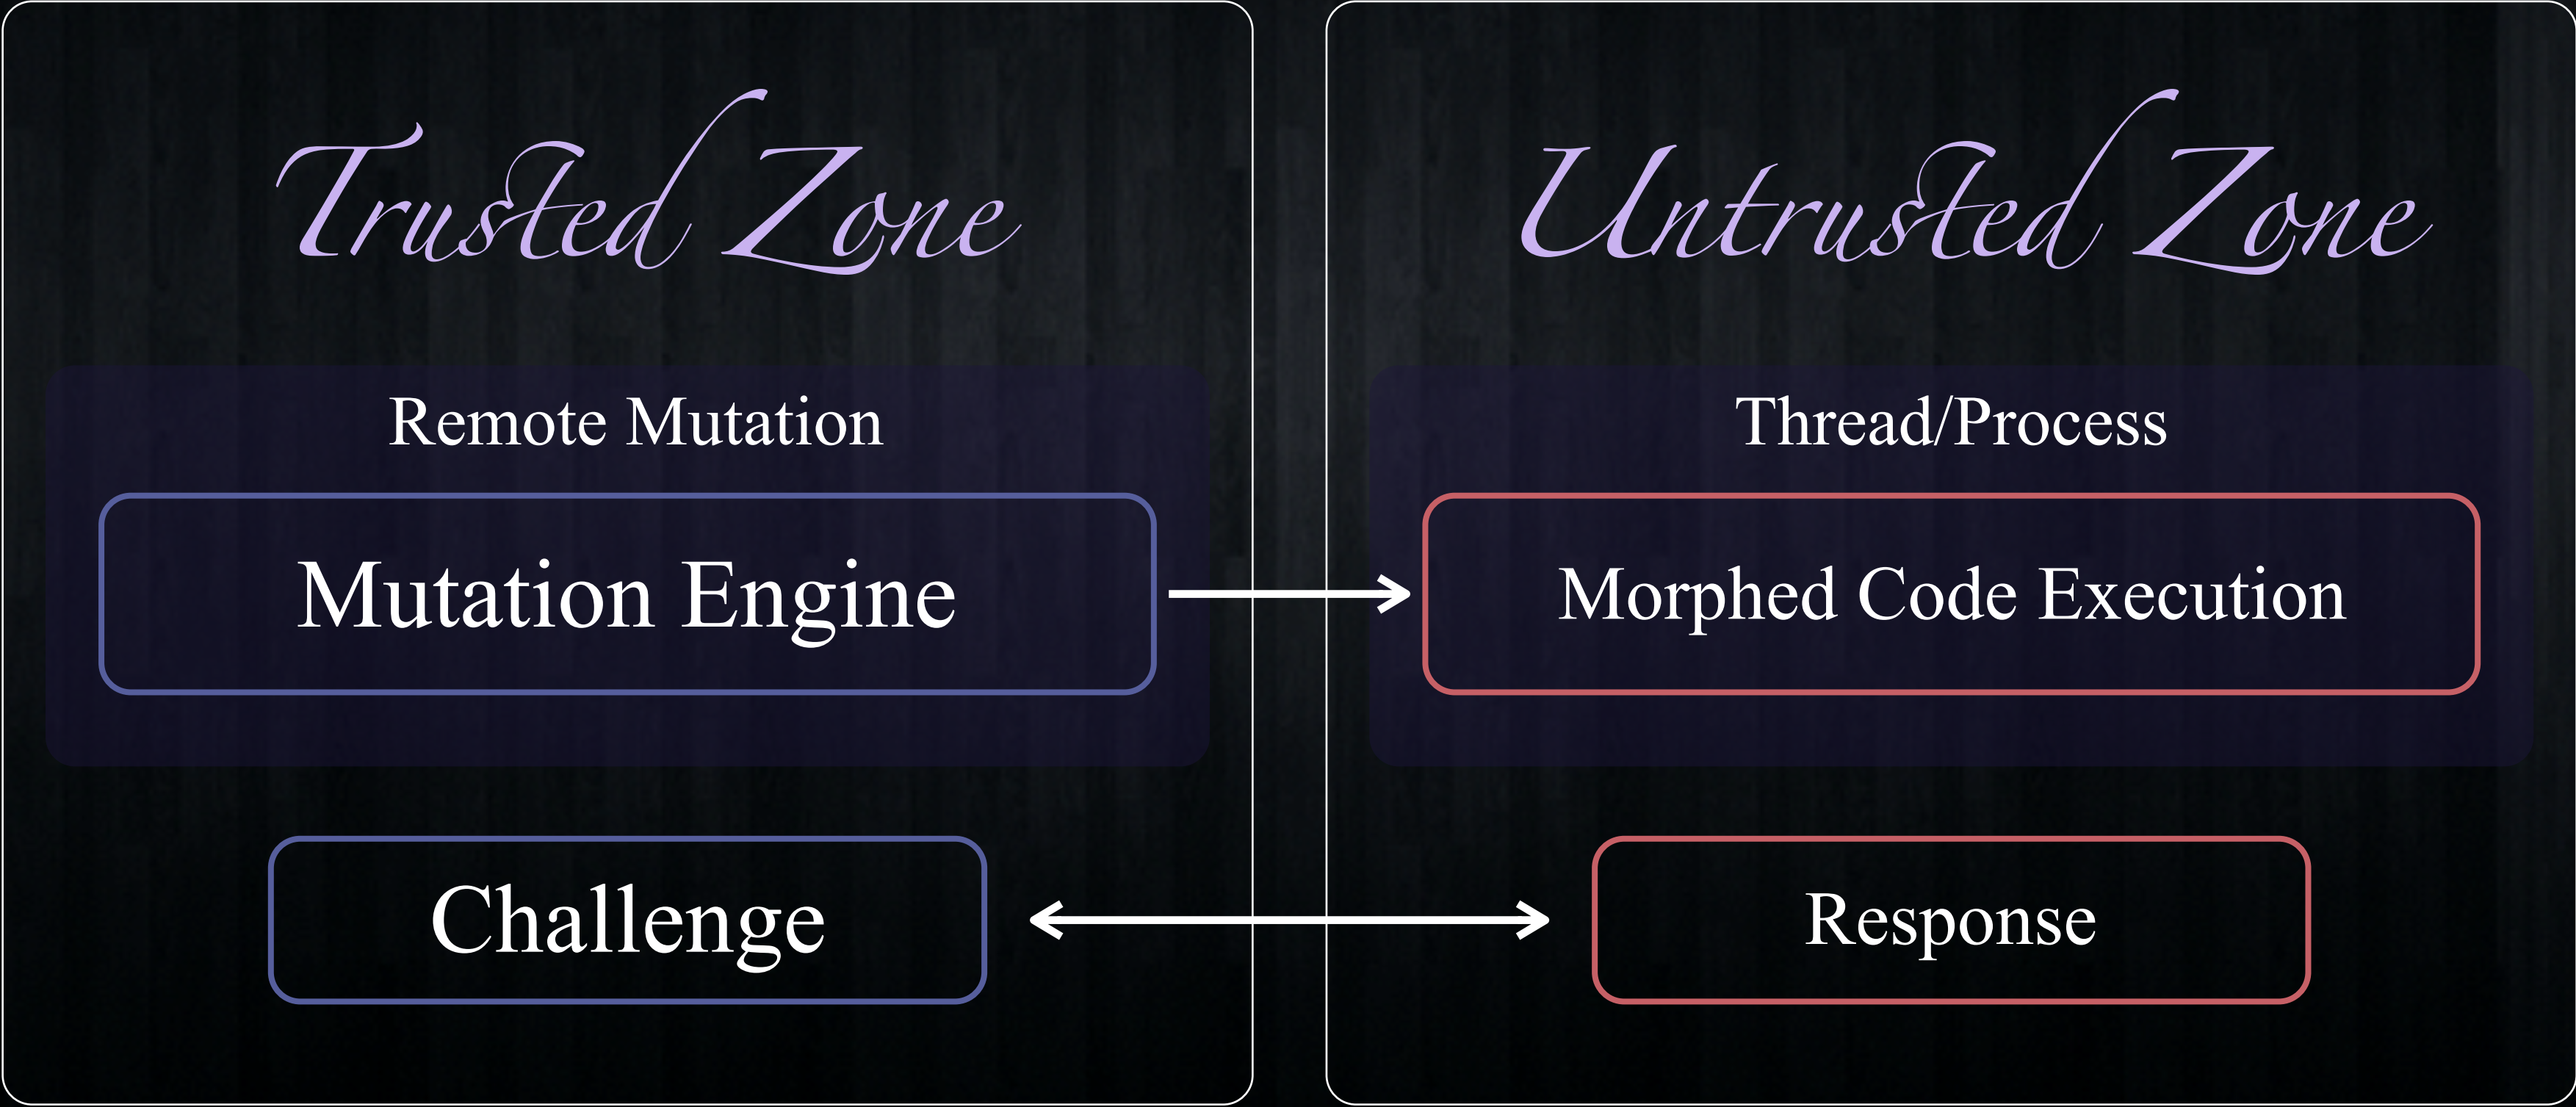 Trusted Zone
Remote Mutation
Mutation Engine
Challenge
Untrusted Zone
Thread/Process
Morphed Code Execution
Response